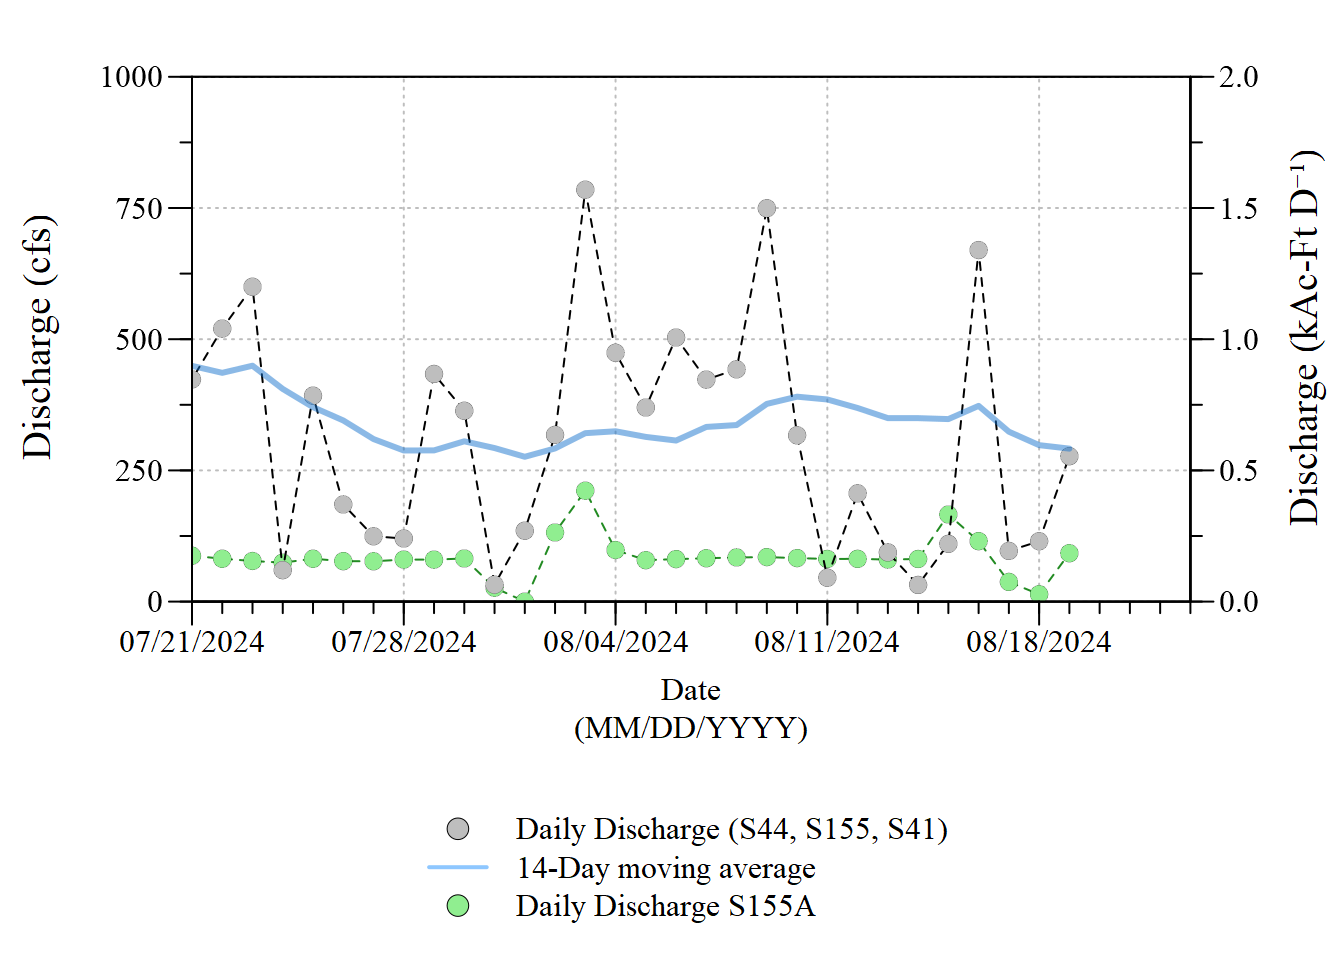 1000
750
500
250
0
Discharge (cfs)
2.0
1.5
1.0
0.5
0.0
Discharge (kAc-Ft D⁻¹)
07/21/2024
07/28/2024
08/04/2024
08/11/2024
08/18/2024
Date
(MM/DD/YYYY)
Daily Discharge (S44, S155, S41)
14-Day moving average
Daily Discharge S155A